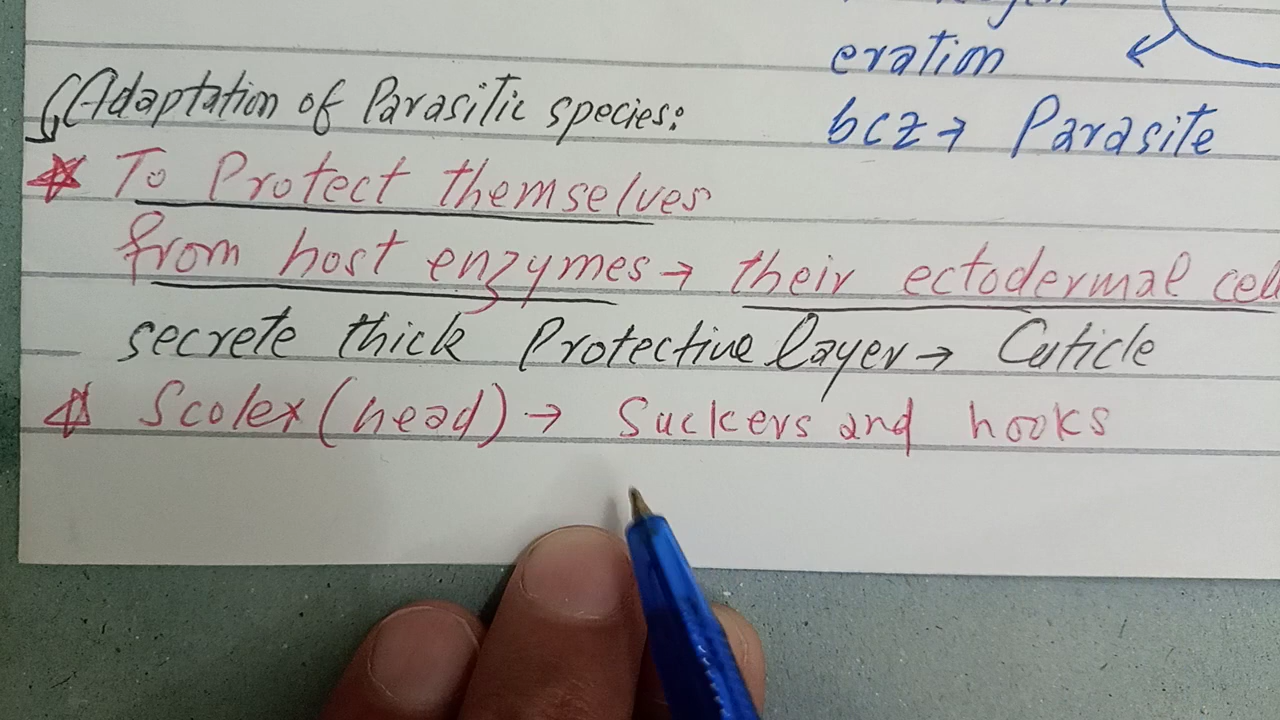 eration
bcz → Parasite
Adaptation of Parasitic species:
To Protect themselves
from host enzymes → their ectodermal cell
secrete thick Protective layer → Cuticle
Scolex (head) → Suckers and hooks